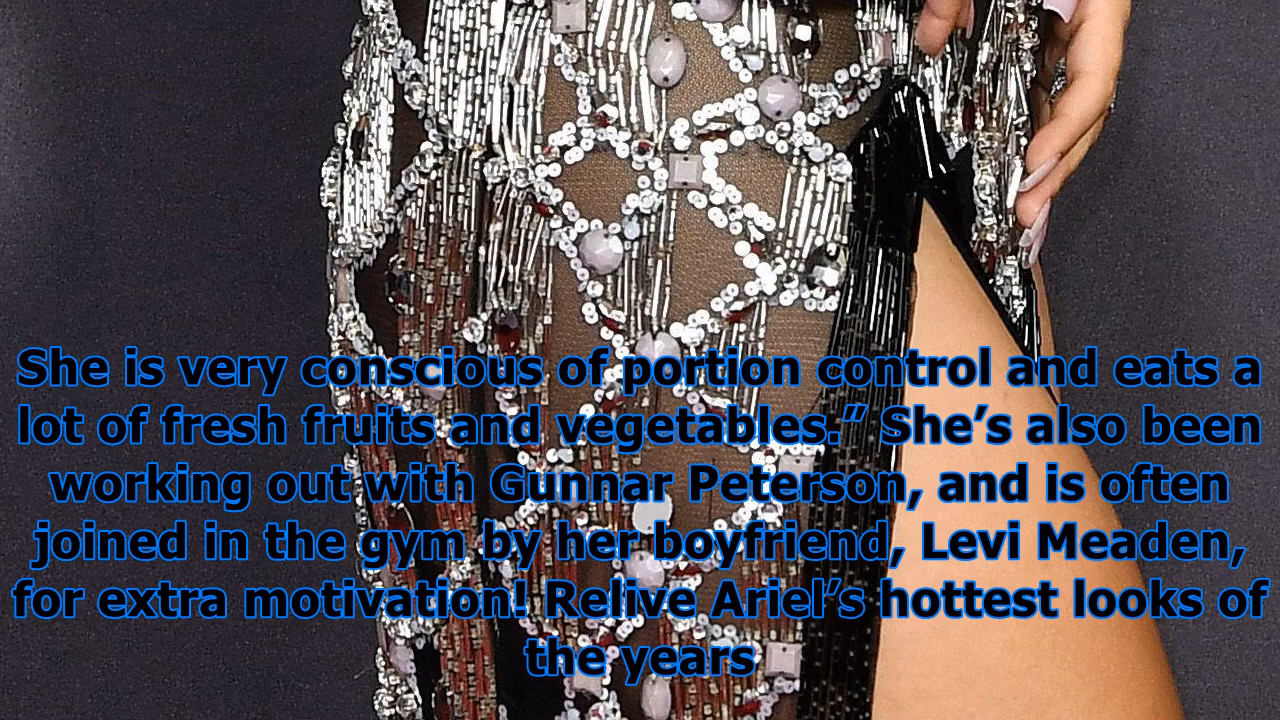 She is very conscious of portion control and eats a
lot of fresh fruits and vegetables.” She’s also been
working out with Gunnar Peterson, and is often
joined in the gym by her boyfriend, Levi Meaden,
for extra motivation! Relive Ariel’s hottest looks of
the years